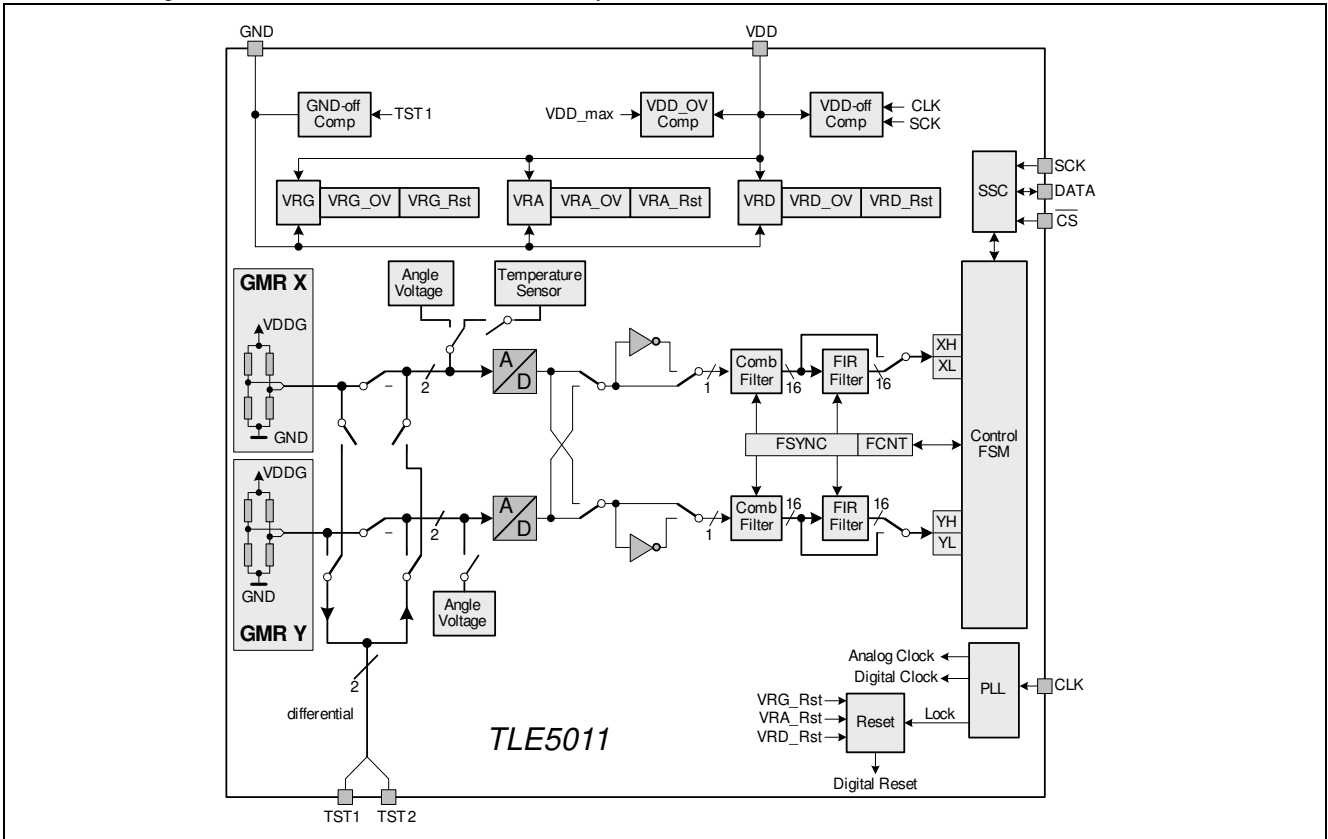 GND
VDD
GND-off
Comp
TST1
VDD_max
VDD_OV
Comp
VDD-off
Comp
CLK
SCK
VRG
VRG_OV
VRG_Rst
VRA
VRA_OV
VRA_Rst
VRD
VRD_OV
VRD_Rst
SSC
SCK
DATA
CS
GMR X
VDDG
GND
Angle
Voltage
Temperature
Sensor
2
A
D
1
Comb
Filter
16
FIR
Filter
16
XH
XL
FSYNC
FCNT
Control
FSM
VDDG
GND
GMR Y
2
A
D
Angle
Voltage
1
Comb
Filter
16
FIR
Filter
16
YH
YL
2
differential
TLE5011
TST1
TST2
Analog Clock
Digital Clock
PLL
CLK
Lock
VRG_Rst
VRA_Rst
VRD_Rst
Reset
Digital Reset